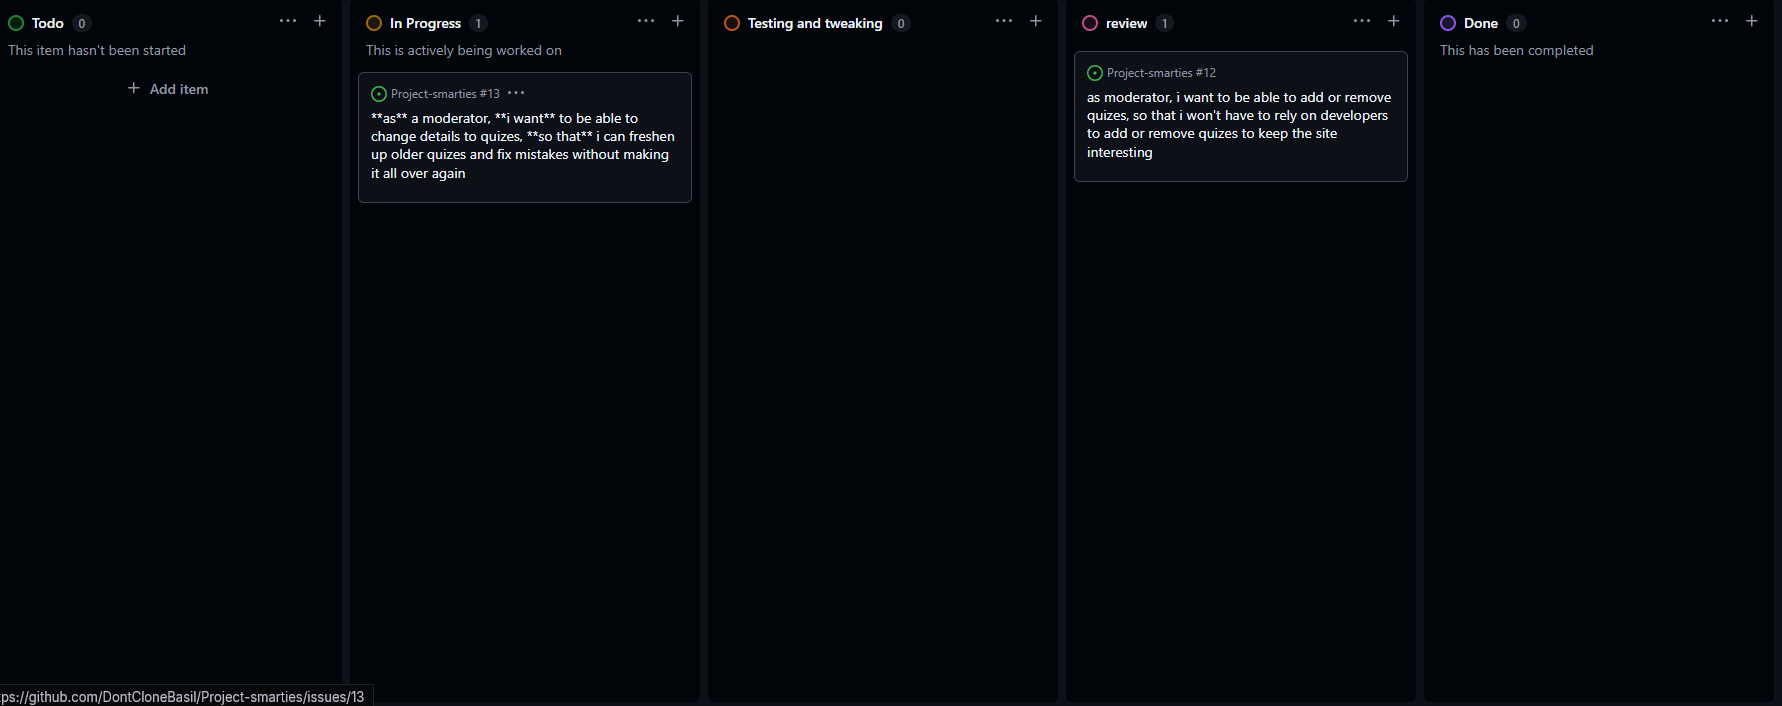 Todo 0
This item hasn't been started
+ Add item
In Progress 1
This is actively being worked on
Project-smarties #13
**as** a moderator, **i want** to be able to
change details to quizes, **so that** i can freshen
up older quizes and fix mistakes without making
it all over again
Testing and tweaking 0
review 1
Project-smarties #12
as moderator, i want to be able to add or remove
quizes, so that i won't have to rely on developers
to add or remove quizes to keep the site
interesting
Done 0
This has been completed
ps://github.com/DontCloneBasil/Project-smarties/issues/13